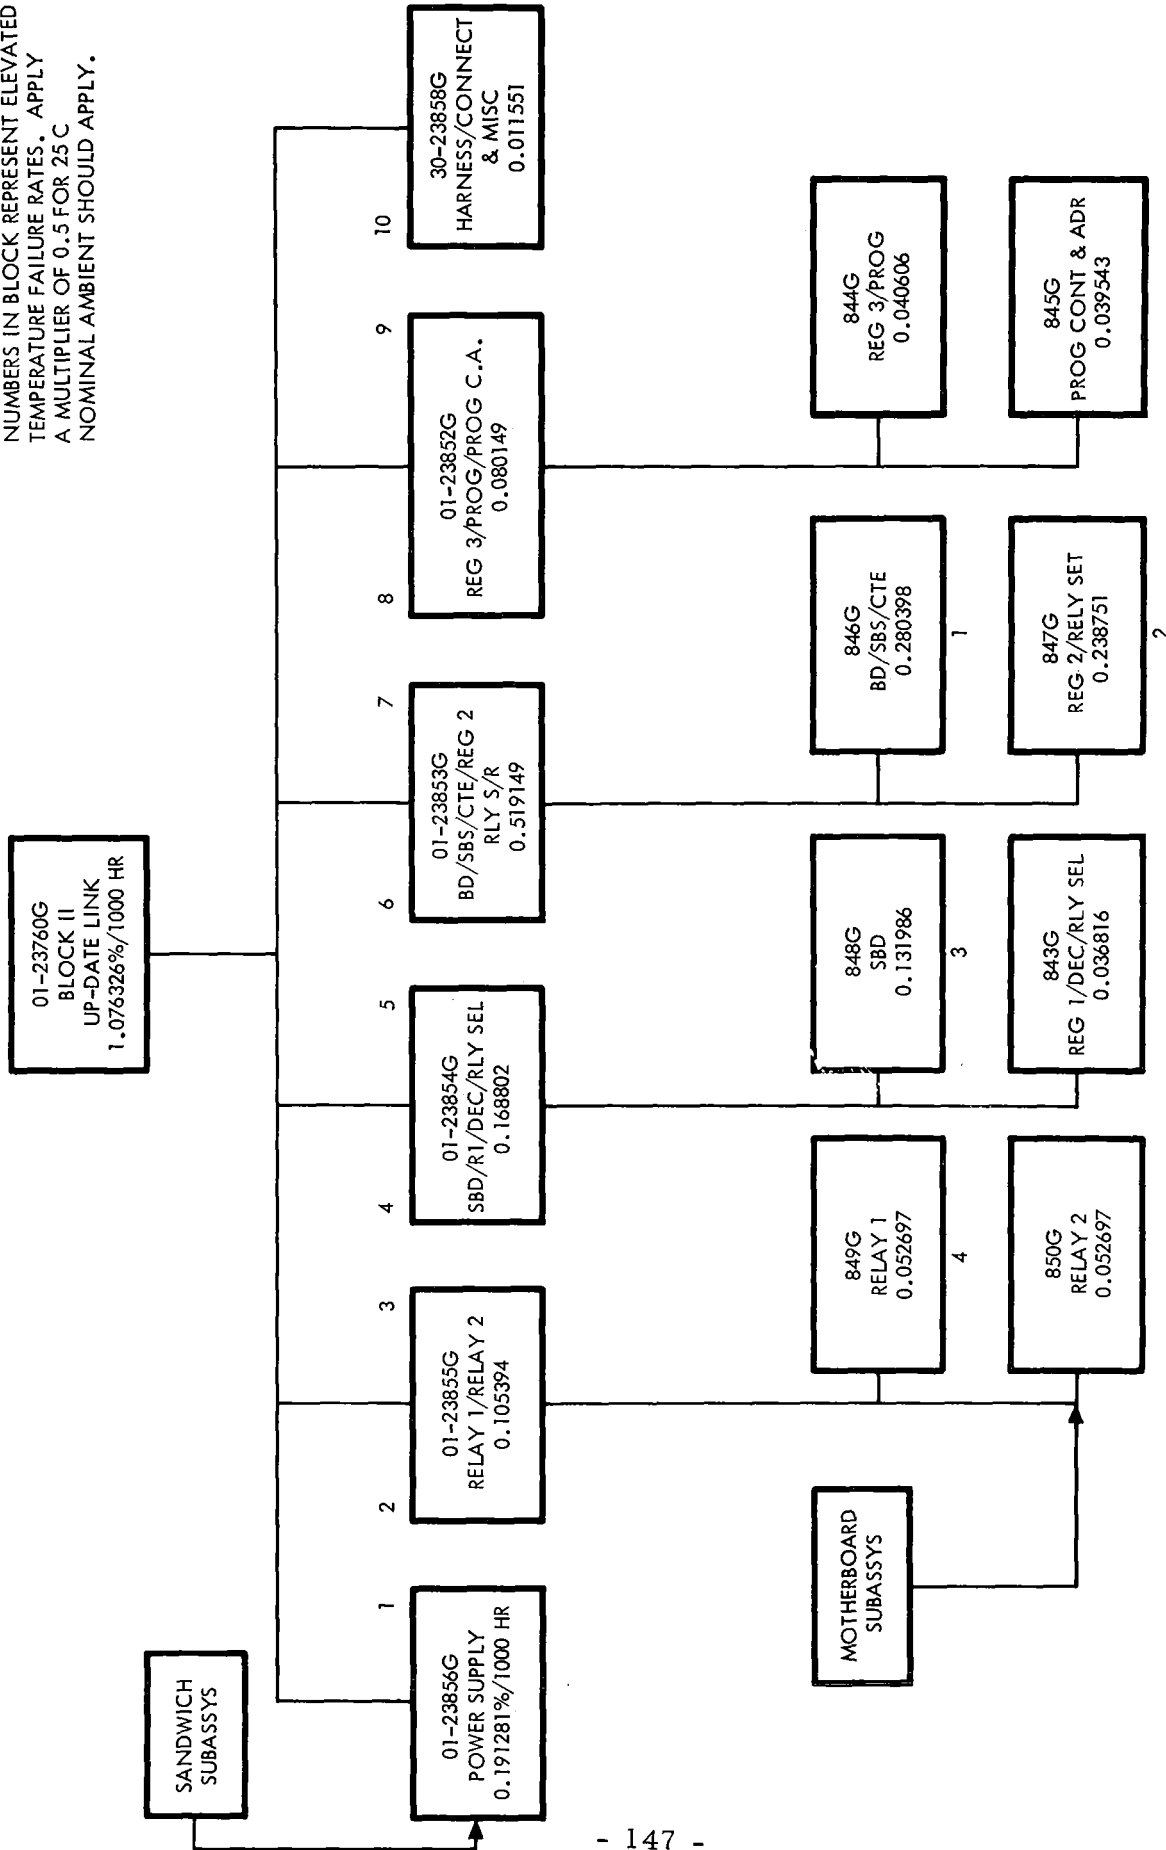 NUMBERS IN BLOCK REPRESENT ELEVATED
TEMPERATURE FAILURE RATES. APPLY
A MULTIPLIER OF 0.5 FOR 25 C
NOMINAL AMBIENT SHOULD APPLY.
01-23760G
BLOCK II
UP-DATE LINK
1.076326%/1000 HR
SANDWICH
SUBASSYS
1
01-23856G
POWER SUPPLY
0.191281%/1000 HR
2
3
01-23855G
RELAY 1/RELAY 2
0.105394
4
5
01-23854G
SBD/R1/DEC/RLY SEL
0.168802
6
7
01-23853G
BD/SBS/CTE/REG 2
RLY S/R
0.519149
8
9
01-23852G
REG 3/PROG/PROG C.A.
0.080149
10
30-23858G
HARNESS/CONNECT
& MISC
0.011551
MOTHERBOARD
SUBASSYS
849G
RELAY 1
0.052697
4
848G
SBD
0.131986
3
846G
BD/SBS/CTE
0.280398
1
844G
REG 3/PROG
0.040606
850G
RELAY 2
0.052697
843G
REG 1/DEC/RLY SEL
0.036816
847G
REG 2/RELY SET
0.238751
2
845G
PROG CONT & ADR
0.039543
- 147 -